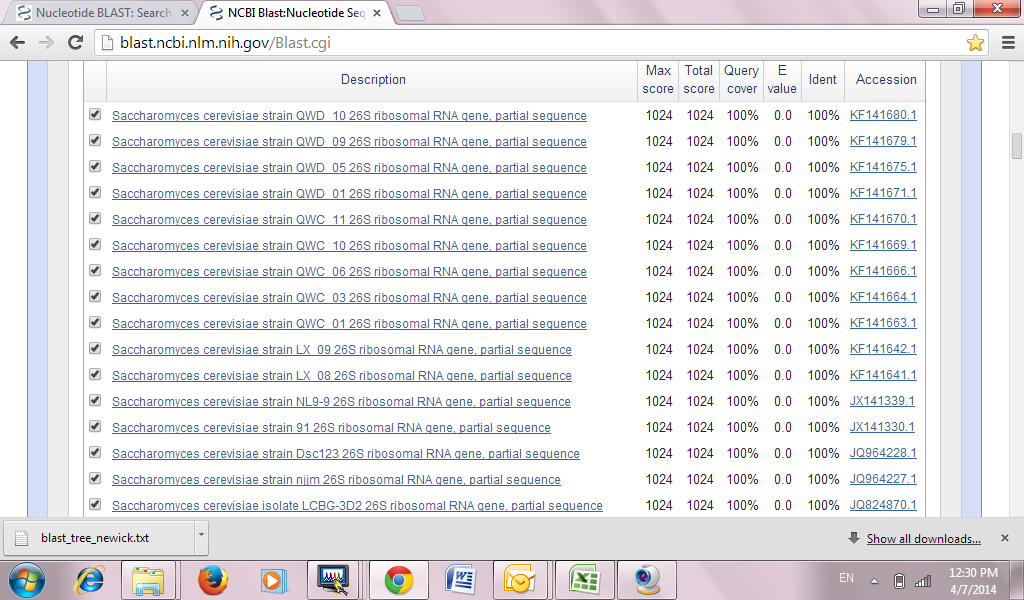 Nucleotide BLAST: Search
NCBI Blast:Nucleotide Seq
blast.ncbi.nlm.nih.gov/Blast.cgi
Description Max score Total score Query cover E value Ident Accession
Saccharomyces cerevisiae strain QWD_10 26S ribosomal RNA gene, partial sequence 1024 1024 100% 0.0 100% KF141680.1
Saccharomyces cerevisiae strain QWD_09 26S ribosomal RNA gene, partial sequence 1024 1024 100% 0.0 100% KF141679.1
Saccharomyces cerevisiae strain QWD_05 26S ribosomal RNA gene, partial sequence 1024 1024 100% 0.0 100% KF141675.1
Saccharomyces cerevisiae strain QWD_01 26S ribosomal RNA gene, partial sequence 1024 1024 100% 0.0 100% KF141671.1
Saccharomyces cerevisiae strain QWC_11 26S ribosomal RNA gene, partial sequence 1024 1024 100% 0.0 100% KF141670.1
Saccharomyces cerevisiae strain QWC_10 26S ribosomal RNA gene, partial sequence 1024 1024 100% 0.0 100% KF141669.1
Saccharomyces cerevisiae strain QWC_06 26S ribosomal RNA gene, partial sequence 1024 1024 100% 0.0 100% KF141666.1
Saccharomyces cerevisiae strain QWC_03 26S ribosomal RNA gene, partial sequence 1024 1024 100% 0.0 100% KF141664.1
Saccharomyces cerevisiae strain QWC_01 26S ribosomal RNA gene, partial sequence 1024 1024 100% 0.0 100% KF141663.1
Saccharomyces cerevisiae strain LX_09 26S ribosomal RNA gene, partial sequence 1024 1024 100% 0.0 100% KF141642.1
Saccharomyces cerevisiae strain LX_08 26S ribosomal RNA gene, partial sequence 1024 1024 100% 0.0 100% KF141641.1
Saccharomyces cerevisiae strain NL9-9 26S ribosomal RNA gene, partial sequence 1024 1024 100% 0.0 100% JX141339.1
Saccharomyces cerevisiae strain 91 26S ribosomal RNA gene, partial sequence 1024 1024 100% 0.0 100% JX141330.1
Saccharomyces cerevisiae strain Dsc123 26S ribosomal RNA gene, partial sequence 1024 1024 100% 0.0 100% JQ964228.1
Saccharomyces cerevisiae strain njjm 26S ribosomal RNA gene, partial sequence 1024 1024 100% 0.0 100% JQ964227.1
Saccharomyces cerevisiae isolate LCBG-3D2 26S ribosomal RNA gene, partial sequence 1024 1024 100% 0.0 100% JQ824870.1
blast_tree_newick.txt
Show all downloads...
EN
12:30 PM
4/7/2014